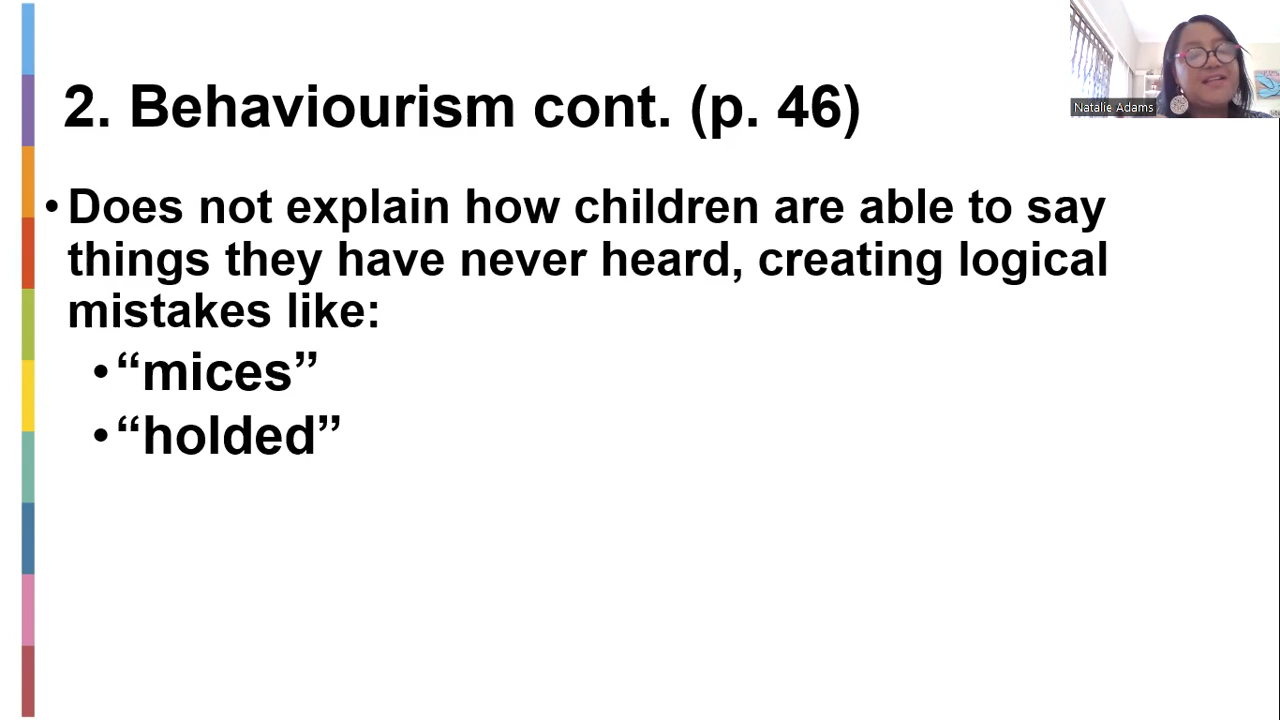 2. Behaviourism cont. (p. 46)
Natalie Adams
• Does not explain how children are able to say
things they have never heard, creating logical
mistakes like:
• “mices”
• “holded”